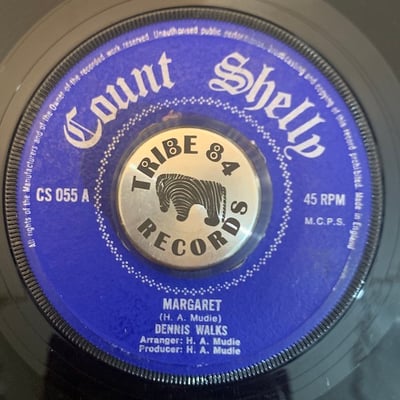 All rights of the Manufacturers and of the Owner of the recorded work reserved. Unauthorised public performance, broadcasting and copying of this record prohibited. Made in England
Count Shelly
TRIBE 84
RECORDS
CS 055 A
45 RPM
M.C.P.S.
MARGARET
(H. A. Mudie)
DENNIS WALKS
Arranger: H. A. Mudie
Producer: H. A. Mudie